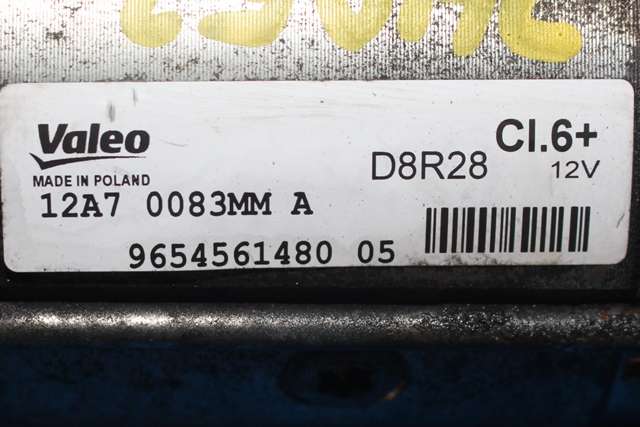 Valeo
MADE IN POLAND
D8R28
Cl.6+
12V
12A7 0083MM A
9654561480 05